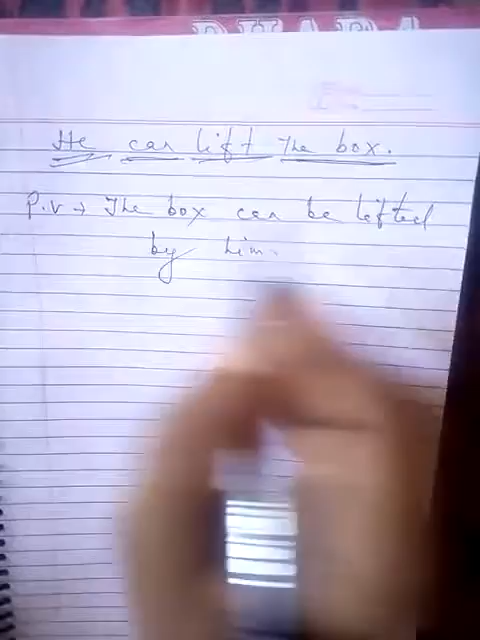 He can lift the box.
P.V → The box can be lifted
by him.